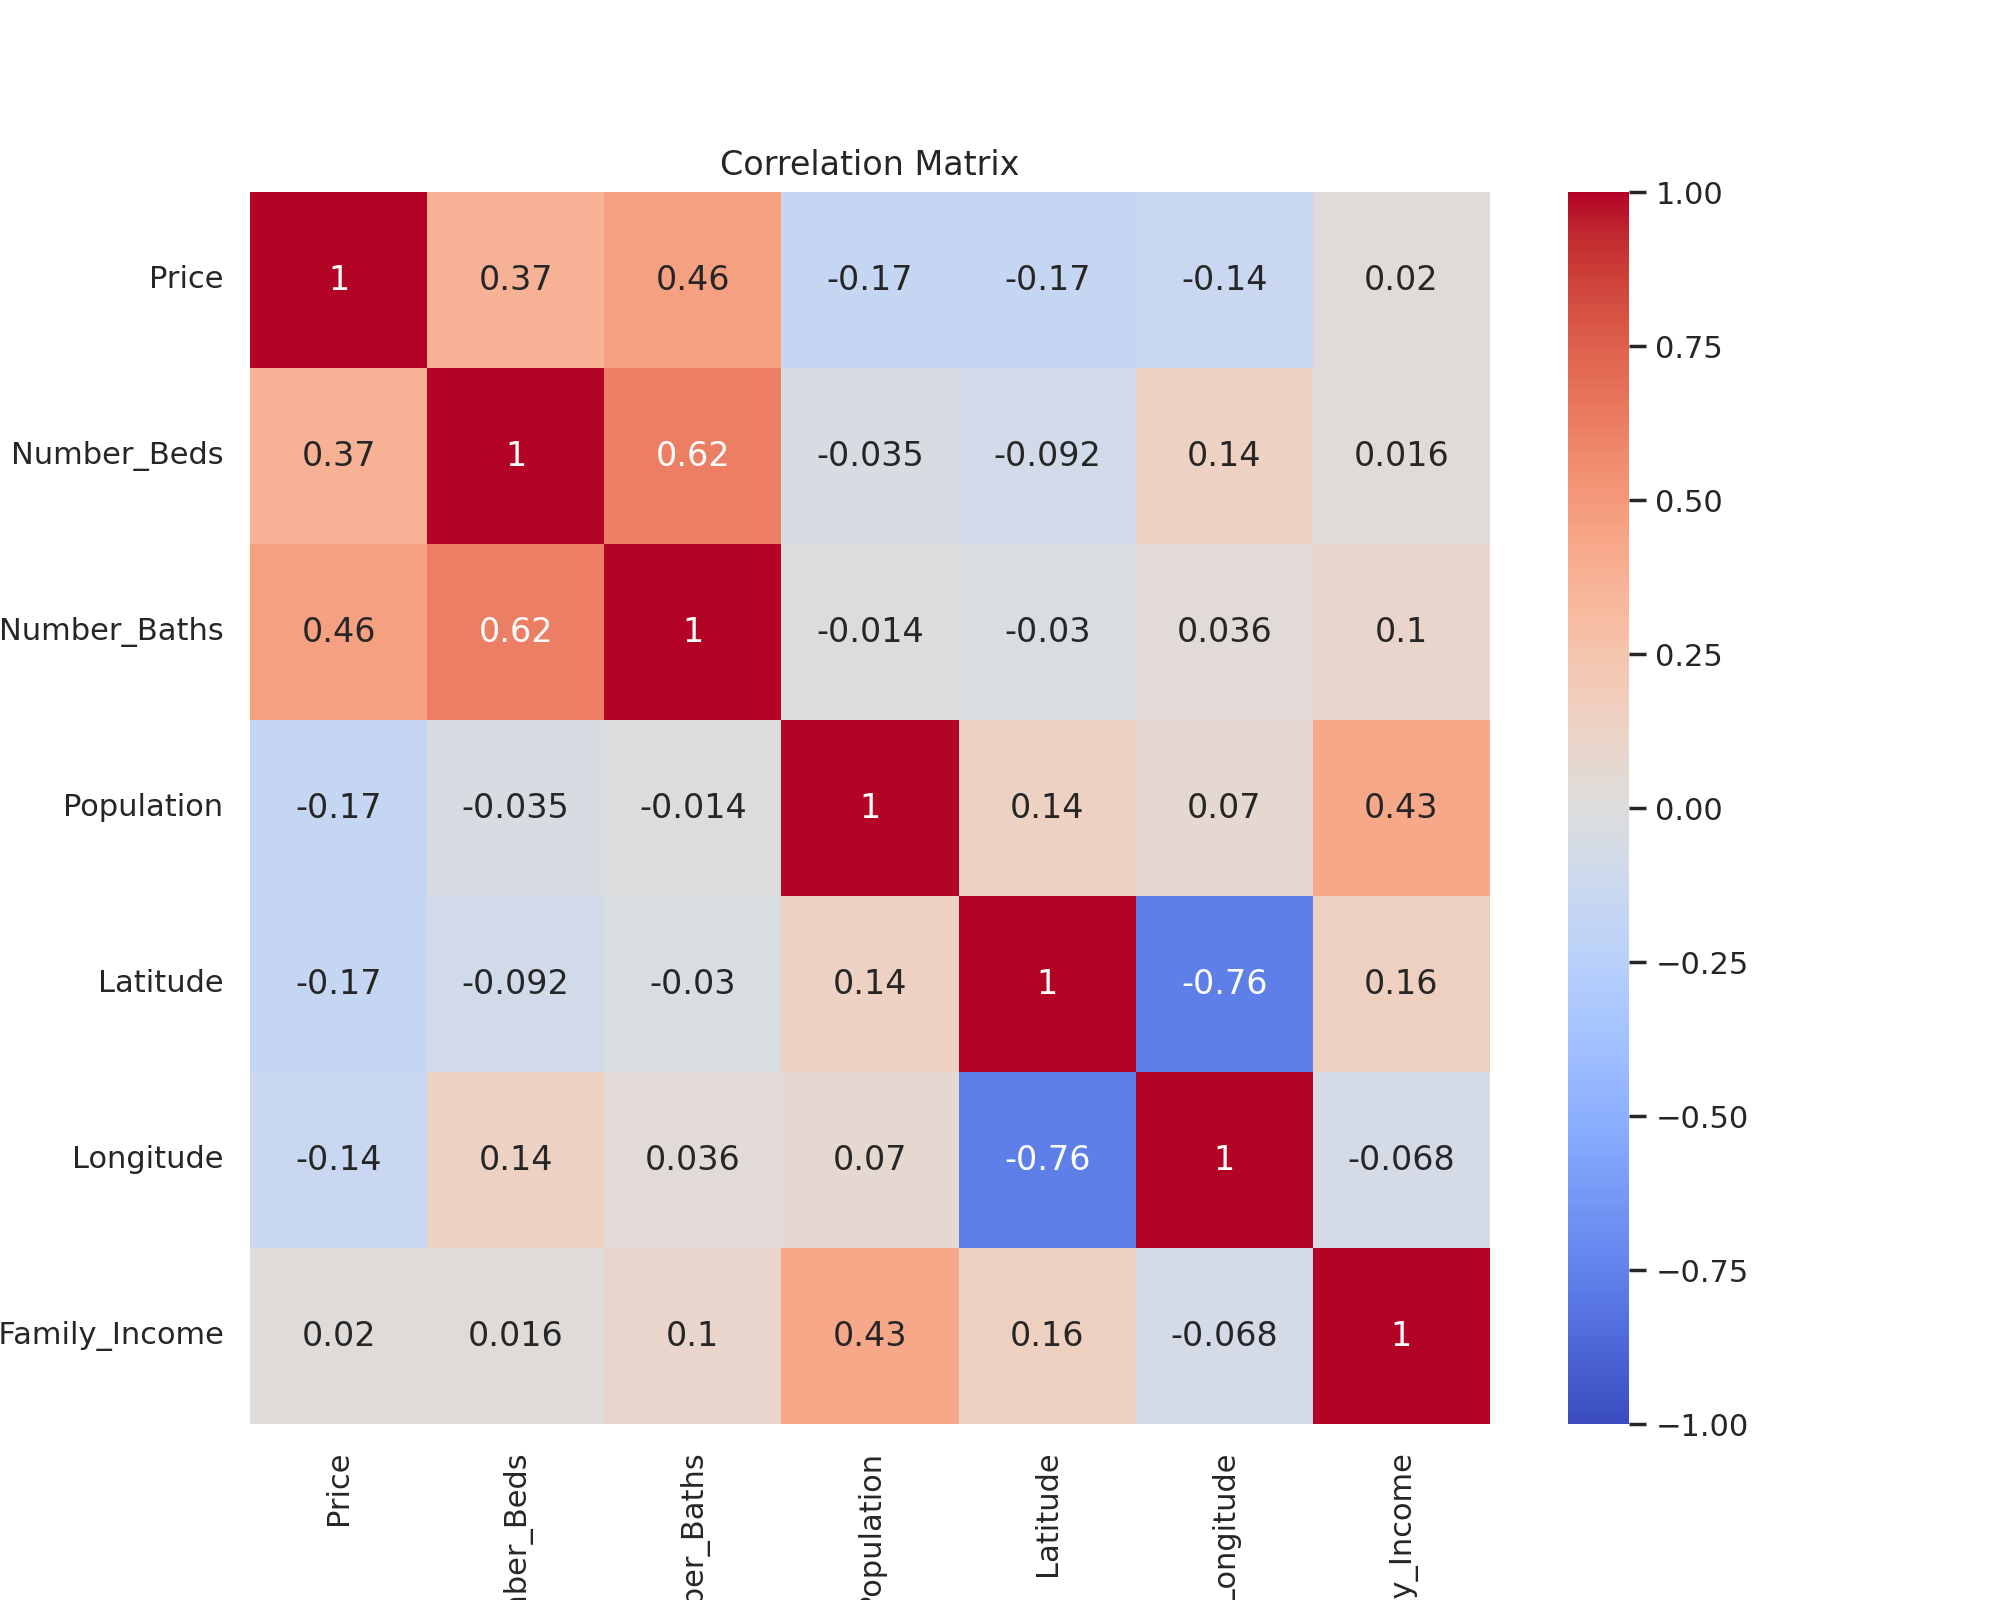 Correlation Matrix
Price 1 0.37 0.46 -0.17 -0.17 -0.14 0.02
Number_Beds 0.37 1 0.62 -0.035 -0.092 0.14 0.016
Number_Baths 0.46 0.62 1 -0.014 -0.03 0.036 0.1
Population -0.17 -0.035 -0.014 1 0.14 0.07 0.43
Latitude -0.17 -0.092 -0.03 0.14 1 -0.76 0.16
Longitude -0.14 0.14 0.036 0.07 -0.76 1 -0.068
Family_Income 0.02 0.016 0.1 0.43 0.16 -0.068 1
Price
ber_Beds
er_Baths
opulation
Latitude
ongitude
y_Income
1.00
0.75
0.50
0.25
0.00
−0.25
−0.50
−0.75
−1.00